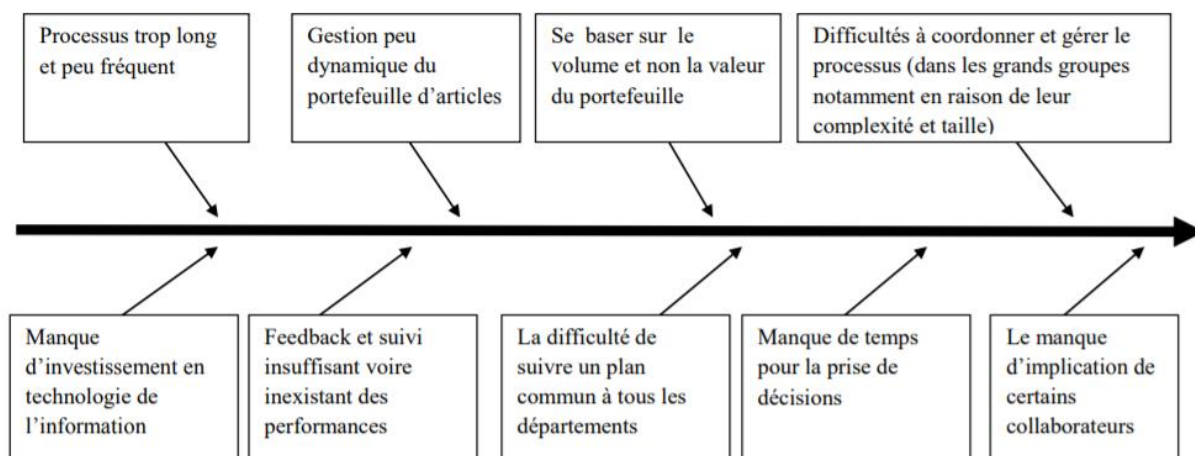 Processus trop long
et peu fréquent
Gestion peu
dynamique du
portefeuille d'articles
Se baser sur le
volume et non la valeur
du portefeuille
Difficultés à coordonner et gérer le
processus (dans les grands groupes
notamment en raison de leur
complexité et taille)
Manque
d'investissement en
technologie de
l'information
Feedback et suivi
insuffisant voire
inexistant des
performances
La difficulté de
suivre un plan
commun à tous les
départements
Manque de temps
pour la prise de
décisions
Le manque
d'implication de
certains
collaborateurs